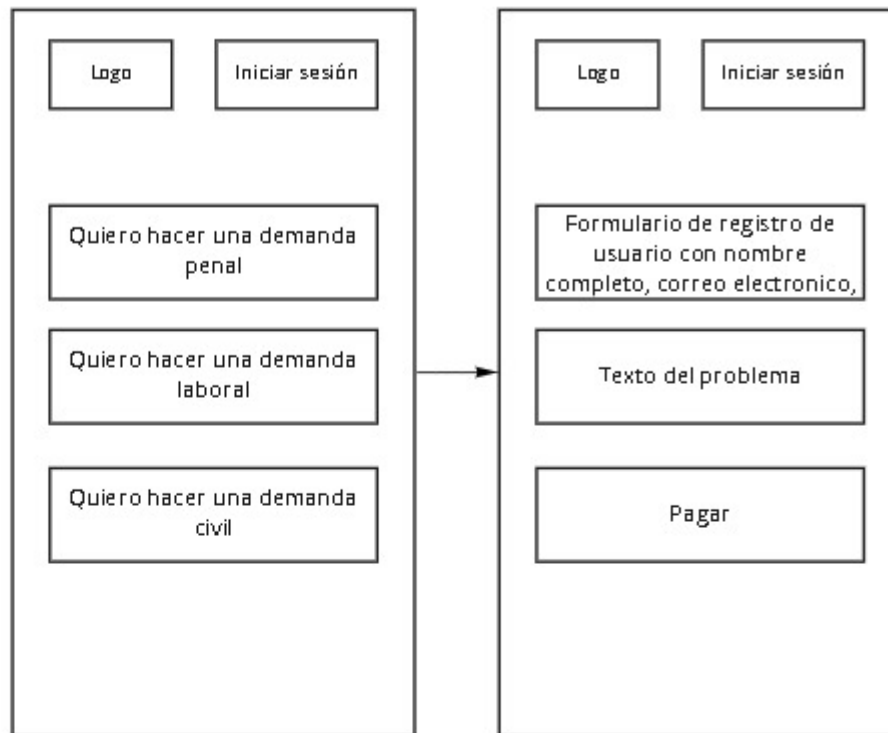 Logo
Iniciar sesión
Quiero hacer una demanda
penal
Quiero hacer una demanda
laboral
Quiero hacer una demanda
civil
Logo
Iniciar sesión
Formulario de registro de
usuario con nombre
completo, correo electronico,
Texto del problema
Pagar